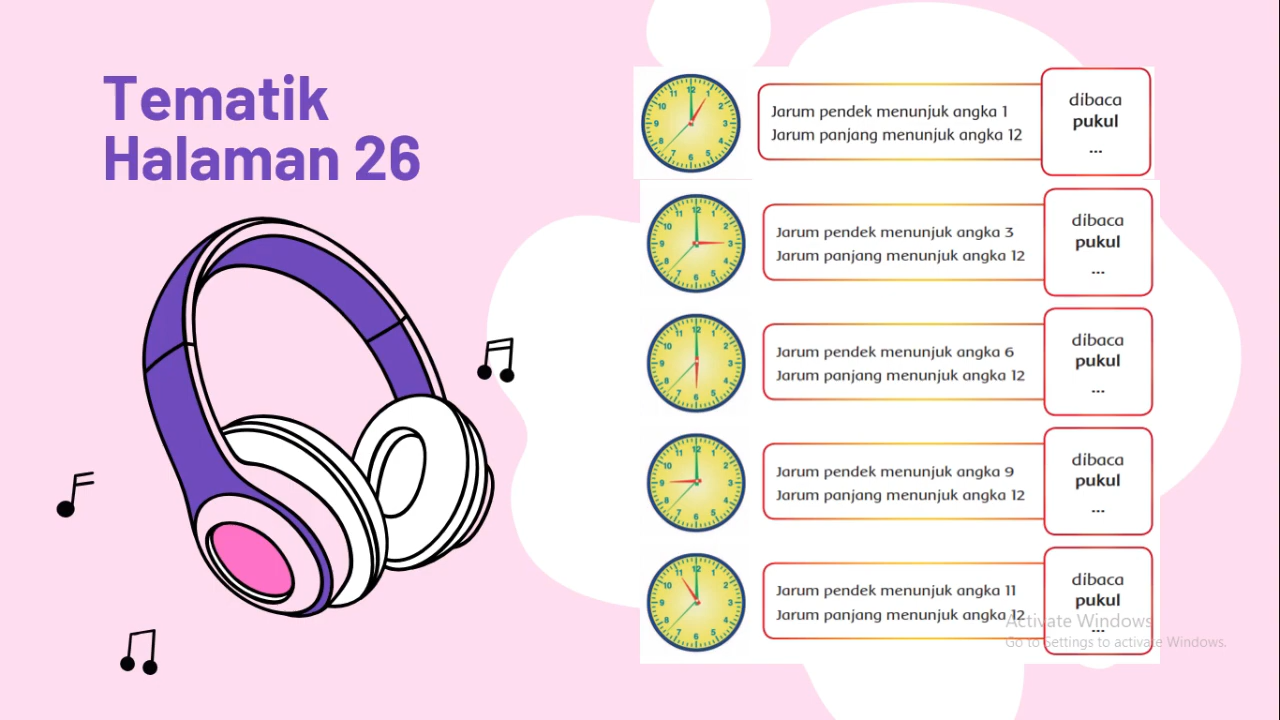 Tematik
Halaman 26
Jarum pendek menunjuk angka 1
Jarum panjang menunjuk angka 12
dibaca
pukul
...
Jarum pendek menunjuk angka 3
Jarum panjang menunjuk angka 12
dibaca
pukul
...
Jarum pendek menunjuk angka 6
Jarum panjang menunjuk angka 12
dibaca
pukul
...
Jarum pendek menunjuk angka 9
Jarum panjang menunjuk angka 12
dibaca
pukul
...
Jarum pendek menunjuk angka 11
Jarum panjang menunjuk angka 12
dibaca
pukul
...
Activate Windows
Go to Settings to activate Windows.